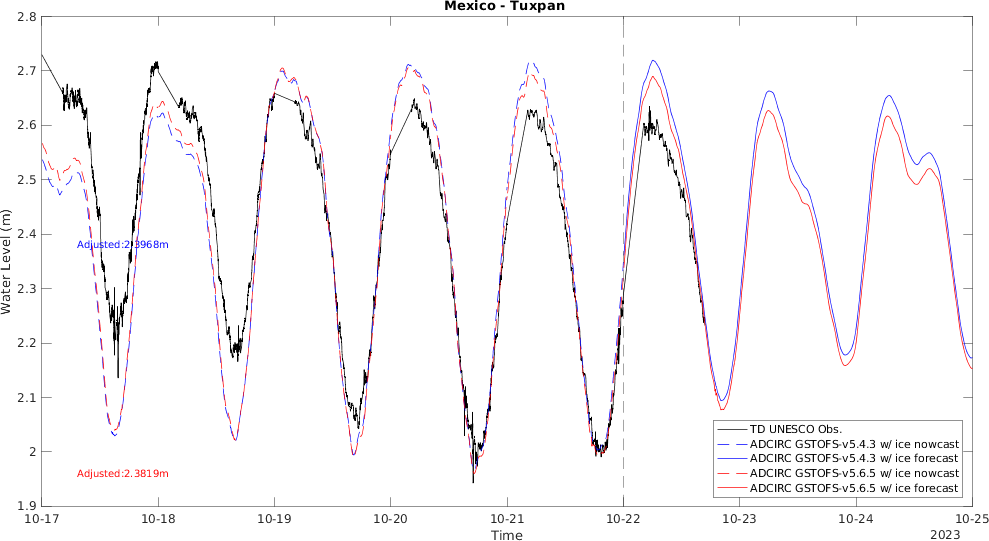 Mexico - Tuxpan
2.8
2.7
2.6
2.5
2.4
2.3
2.2
2.1
2
1.9
Water Level (m)
Adjusted:2.3968m
Adjusted:2.3819m
TD UNESCO Obs.
ADCIRC GSTOFS-v5.4.3 w/ ice nowcast
ADCIRC GSTOFS-v5.4.3 w/ ice forecast
ADCIRC GSTOFS-v5.6.5 w/ ice nowcast
ADCIRC GSTOFS-v5.6.5 w/ ice forecast
10-17 10-18 10-19 10-20 10-21 10-22 10-23 10-24 10-25
Time
2023